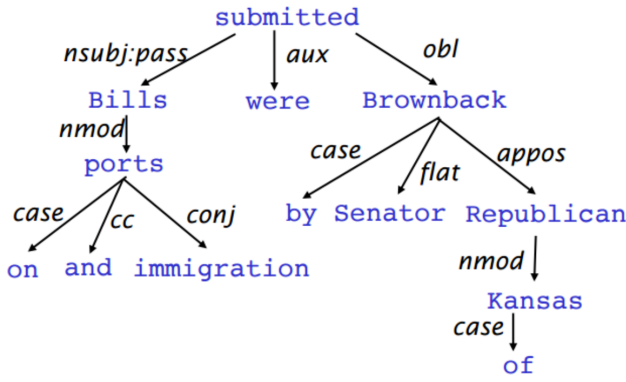 submitted
nsubj:pass aux obl
Bills were Brownback
nmod case flat appos
ports
case cc conj by Senator Republican
on and immigration nmod
Kansas
case
of